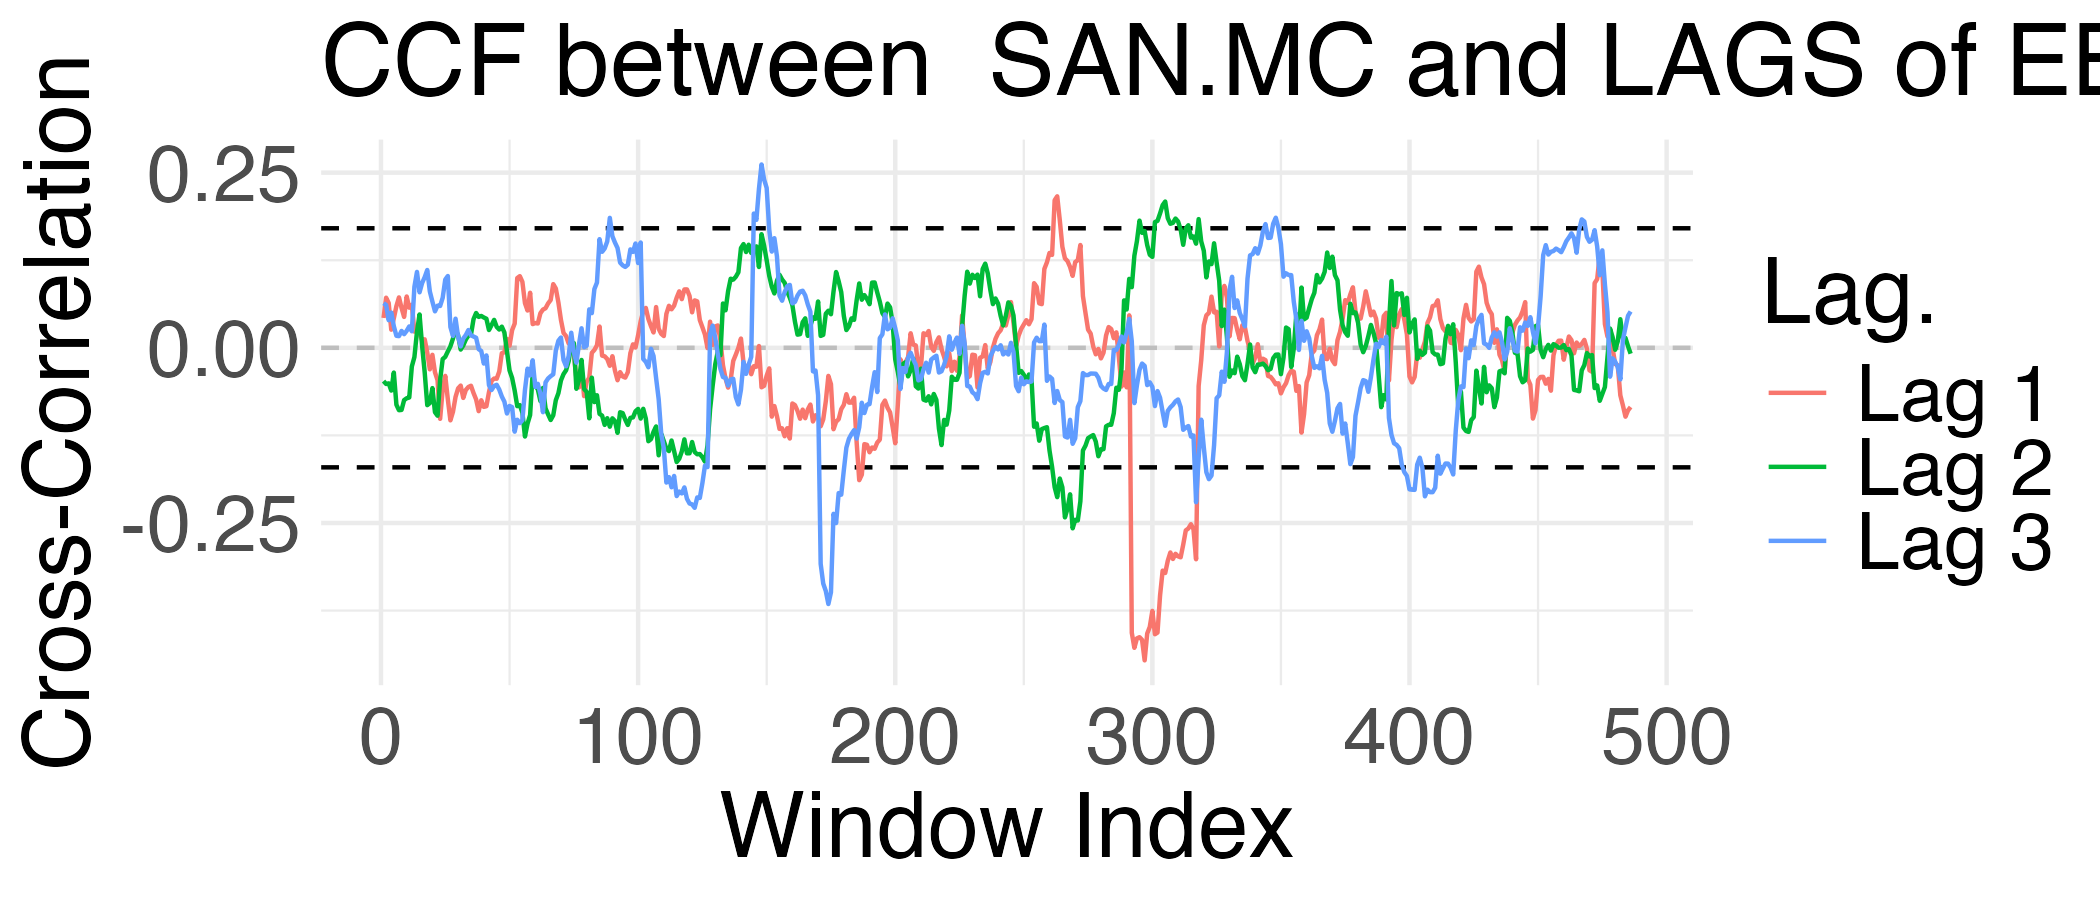 CCF between  SAN.MC and LAGS of
Cross-Correlation
0.25
0.00
-0.25
0
100
200
300
400
500
Window Index
Lag.
Lag 1
Lag 2
Lag 3